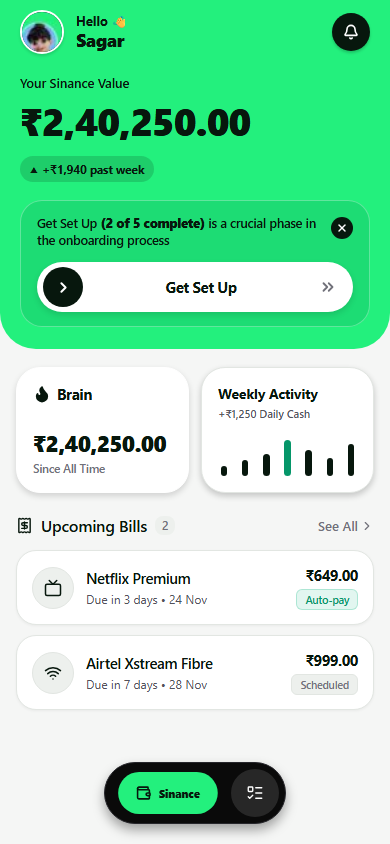 Hello 👋
Sagar
Your Sinance Value
₹2,40,250.00
▲ +₹1,940 past week
Get Set Up (2 of 5 complete) is a crucial phase in
the onboarding process
Get Set Up
Brain
₹2,40,250.00
Since All Time
Weekly Activity
+₹1,250 Daily Cash
Upcoming Bills 2
See All
Netflix Premium
Due in 3 days • 24 Nov
₹649.00
Auto-pay
Airtel Xstream Fibre
Due in 7 days • 28 Nov
₹999.00
Scheduled
Sinance